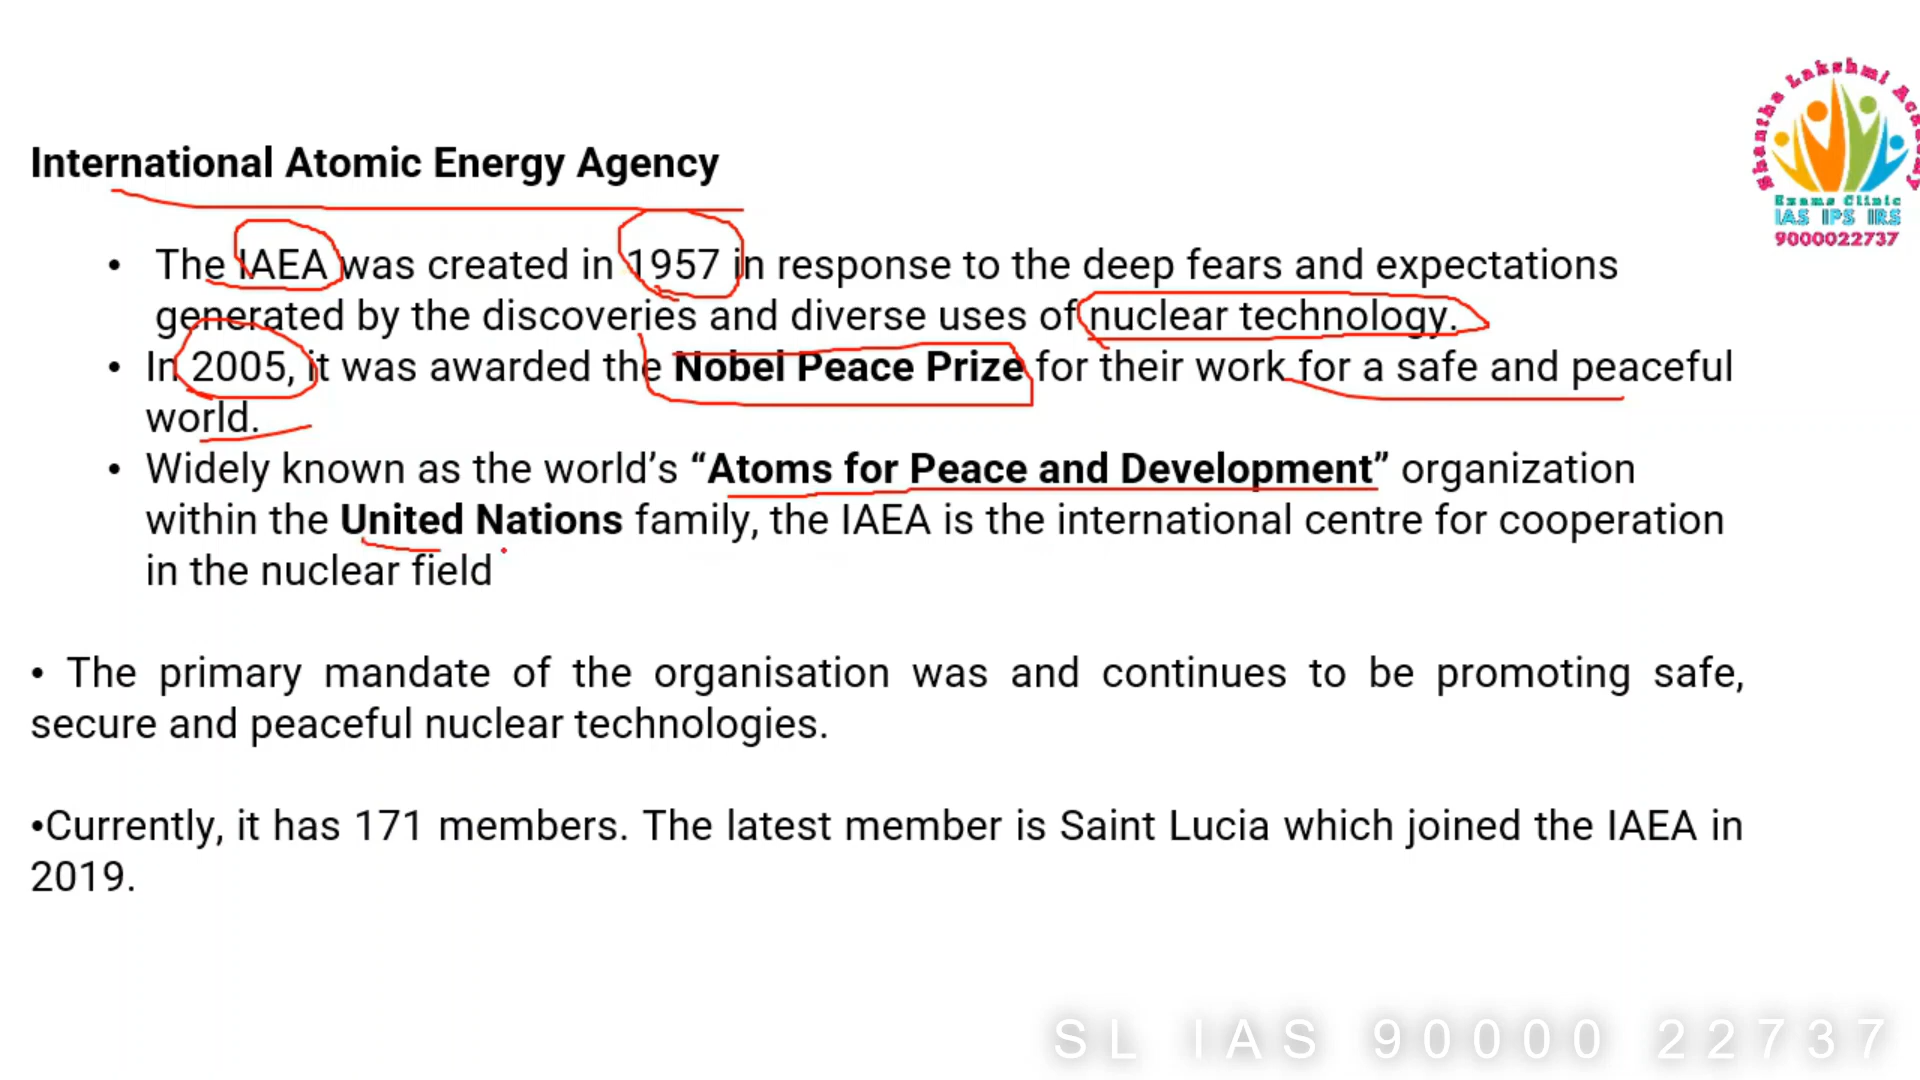 Shantha Lakshmi Academy
Exams Clinic
IAS IPS IRS
9000022737
International Atomic Energy Agency
• The IAEA was created in 1957 in response to the deep fears and expectations
generated by the discoveries and diverse uses of nuclear technology.
• In 2005, it was awarded the Nobel Peace Prize for their work for a safe and peaceful
world.
• Widely known as the world’s “Atoms for Peace and Development” organization
within the United Nations family, the IAEA is the international centre for cooperation
in the nuclear field
• The primary mandate of the organisation was and continues to be promoting safe,
secure and peaceful nuclear technologies.
•Currently, it has 171 members. The latest member is Saint Lucia which joined the IAEA in
2019.
SL IAS 90000 22737